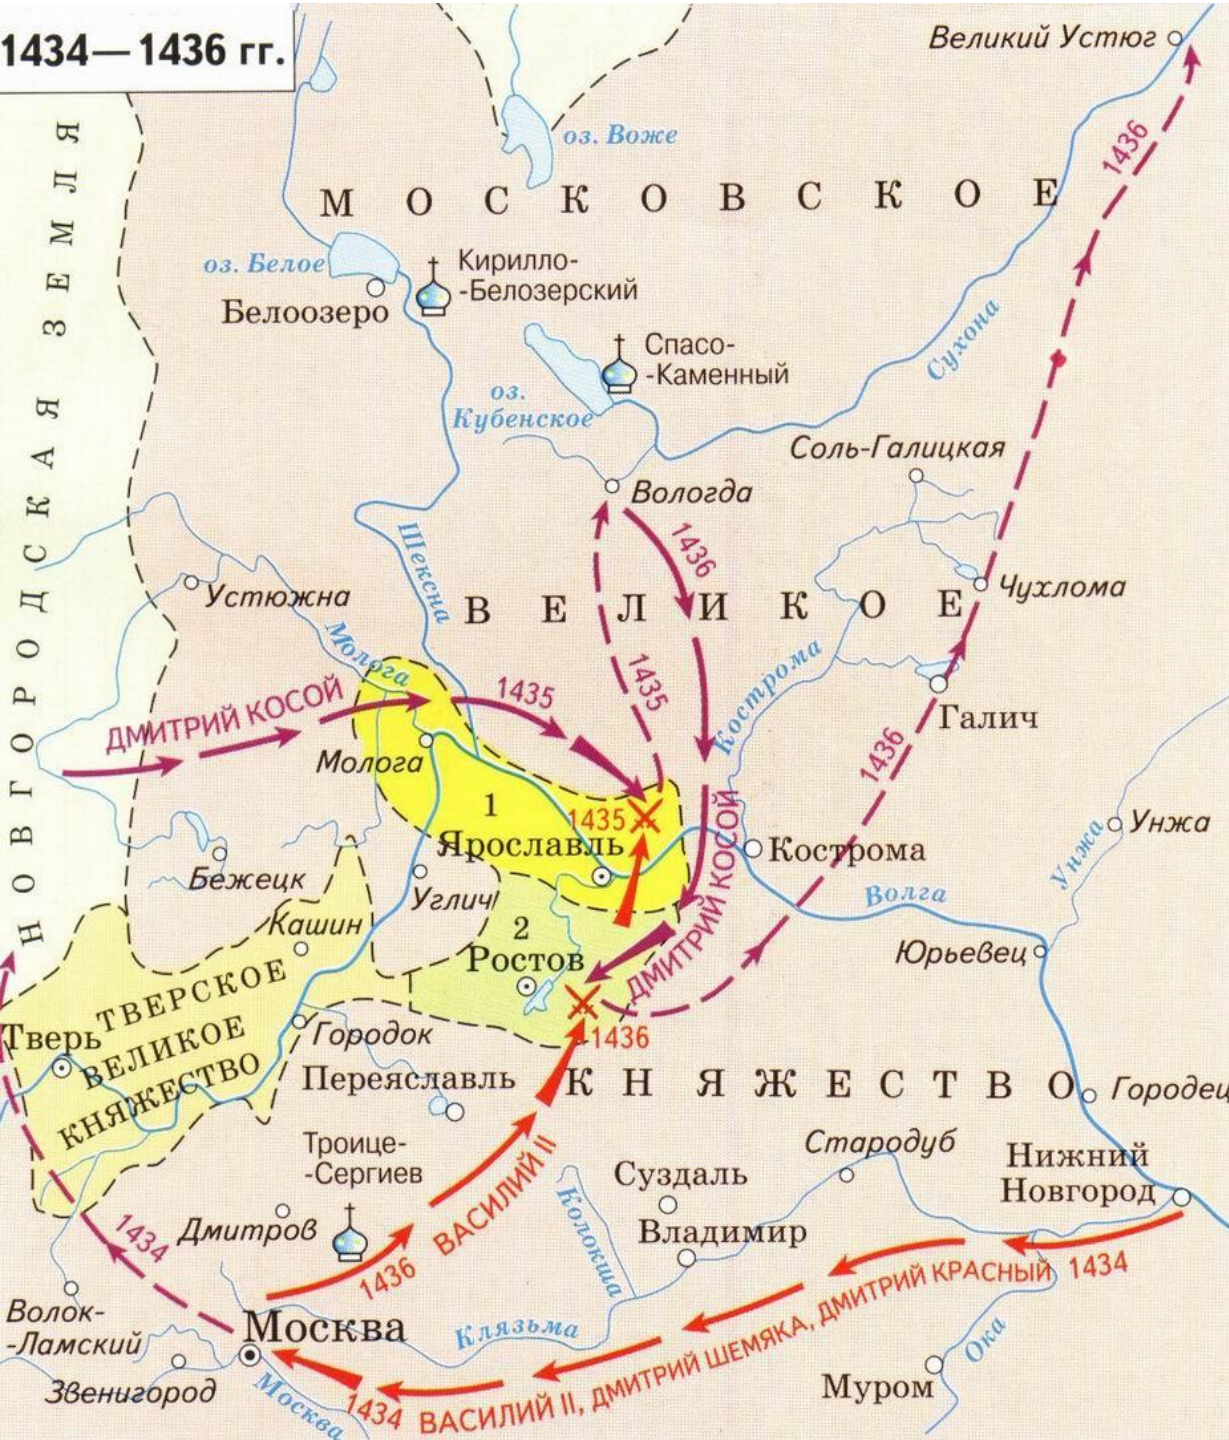 1434—1436 гг.
Великий Устюг
оз. Воже
1436
НОВГОРОДСКАЯ ЗЕМЛЯ
МОСКОВСКОЕ
оз. Белое
Белоозеро
Кирилло-
-Белозерский
Спасо-
-Каменный
оз.
Кубенское
Сухона
Соль-Галицкая
Вологда
1436
Шексна
Устюжна
ВЕЛИКОЕ
Чухлома
Молога
1435
1435
Кострома
ДМИТРИЙ КОСОЙ
Галич
Молога
1436
1
1435
Ярославль
ДМИТРИЙ КОСОЙ
Кострома
Унжа
Унжа
Бежецк
Углич
Волга
Кашин
2
Ростов
Юрьевец
ТВЕРСКОЕ
ВЕЛИКОЕ
КНЯЖЕСТВО
Тверь
Городок
1436
Переяславль
КНЯЖЕСТВО
Городец
Троице-
-Сергиев
Стародуб
Нижний
Новгород
Суздаль
Владимир
Колокша
Дмитров
1434
1436
ВАСИЛИЙ II
Волок-
-Ламский
Москва
Клязьма
Звенигород
Москва
1434
ВАСИЛИЙ II, ДМИТРИЙ ШЕМЯКА, ДМИТРИЙ КРАСНЫЙ 1434
Ока
Муром